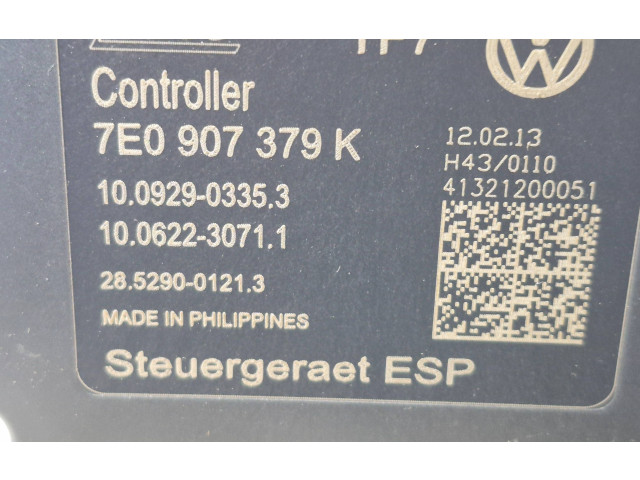 Controller
7E0 907 379 K
12.02.13
H43/0110
41321200051
10.0929-0335.3
10.0622-3071.1
28.5290-0121.3
MADE IN PHILIPPINES
Steuergeraet ESP